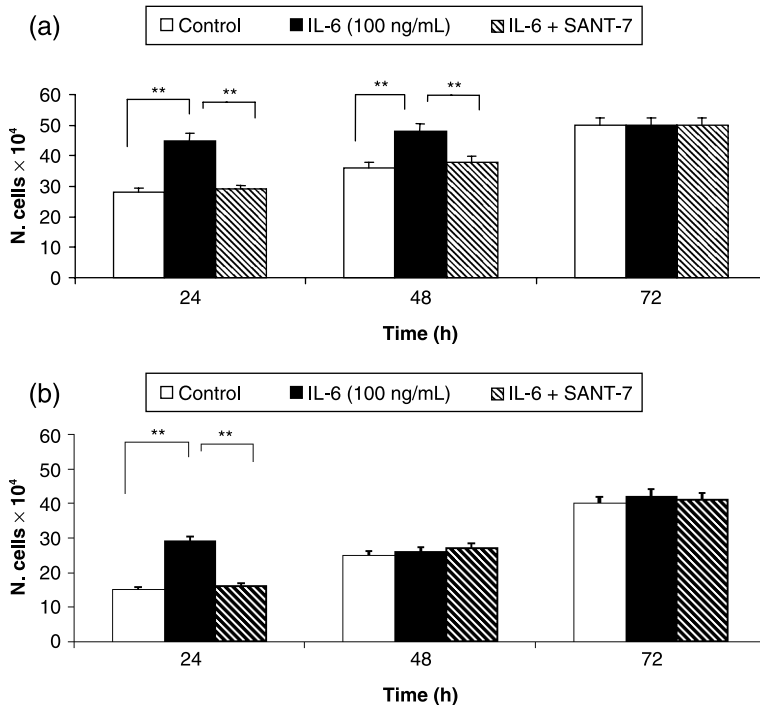 (a)
Control IL-6 (100 ng/mL) IL-6 + SANT-7
N. cells × 10⁴
60
50
40
30
20
10
0
** ** ** **
24 48 72
Time (h)
(b)
Control IL-6 (100 ng/mL) IL-6 + SANT-7
N. cells × 10⁴
60
50
40
30
20
10
0
** **
24 48 72
Time (h)